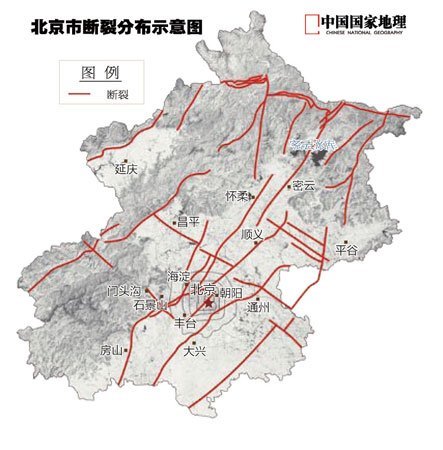 北京市断裂分布示意图
中国国家地理
CHINESE NATIONAL GEOGRAPHY
图 例
断裂
密云水库
延庆
怀柔
密云
昌平
顺义
平谷
海淀
北京
门头沟
朝阳
石景山
通州
丰台
房山
大兴